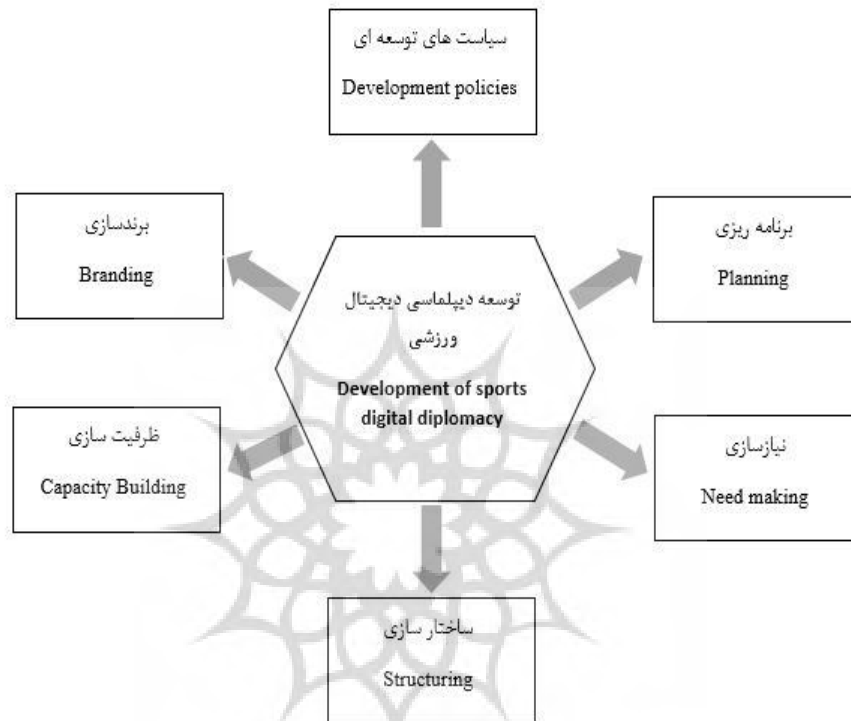 سیاست های توسعه ای
Development policies
برندسازی
Branding
برنامه ریزی
Planning
توسعه دیپلماسی دیجیتال
ورزشی
Development of sports
digital diplomacy
ظرفیت سازی
Capacity Building
نیازسازی
Need making
ساختار سازی
Structuring